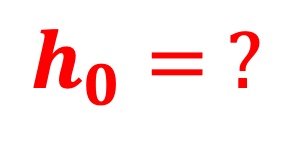 h₀ = ?